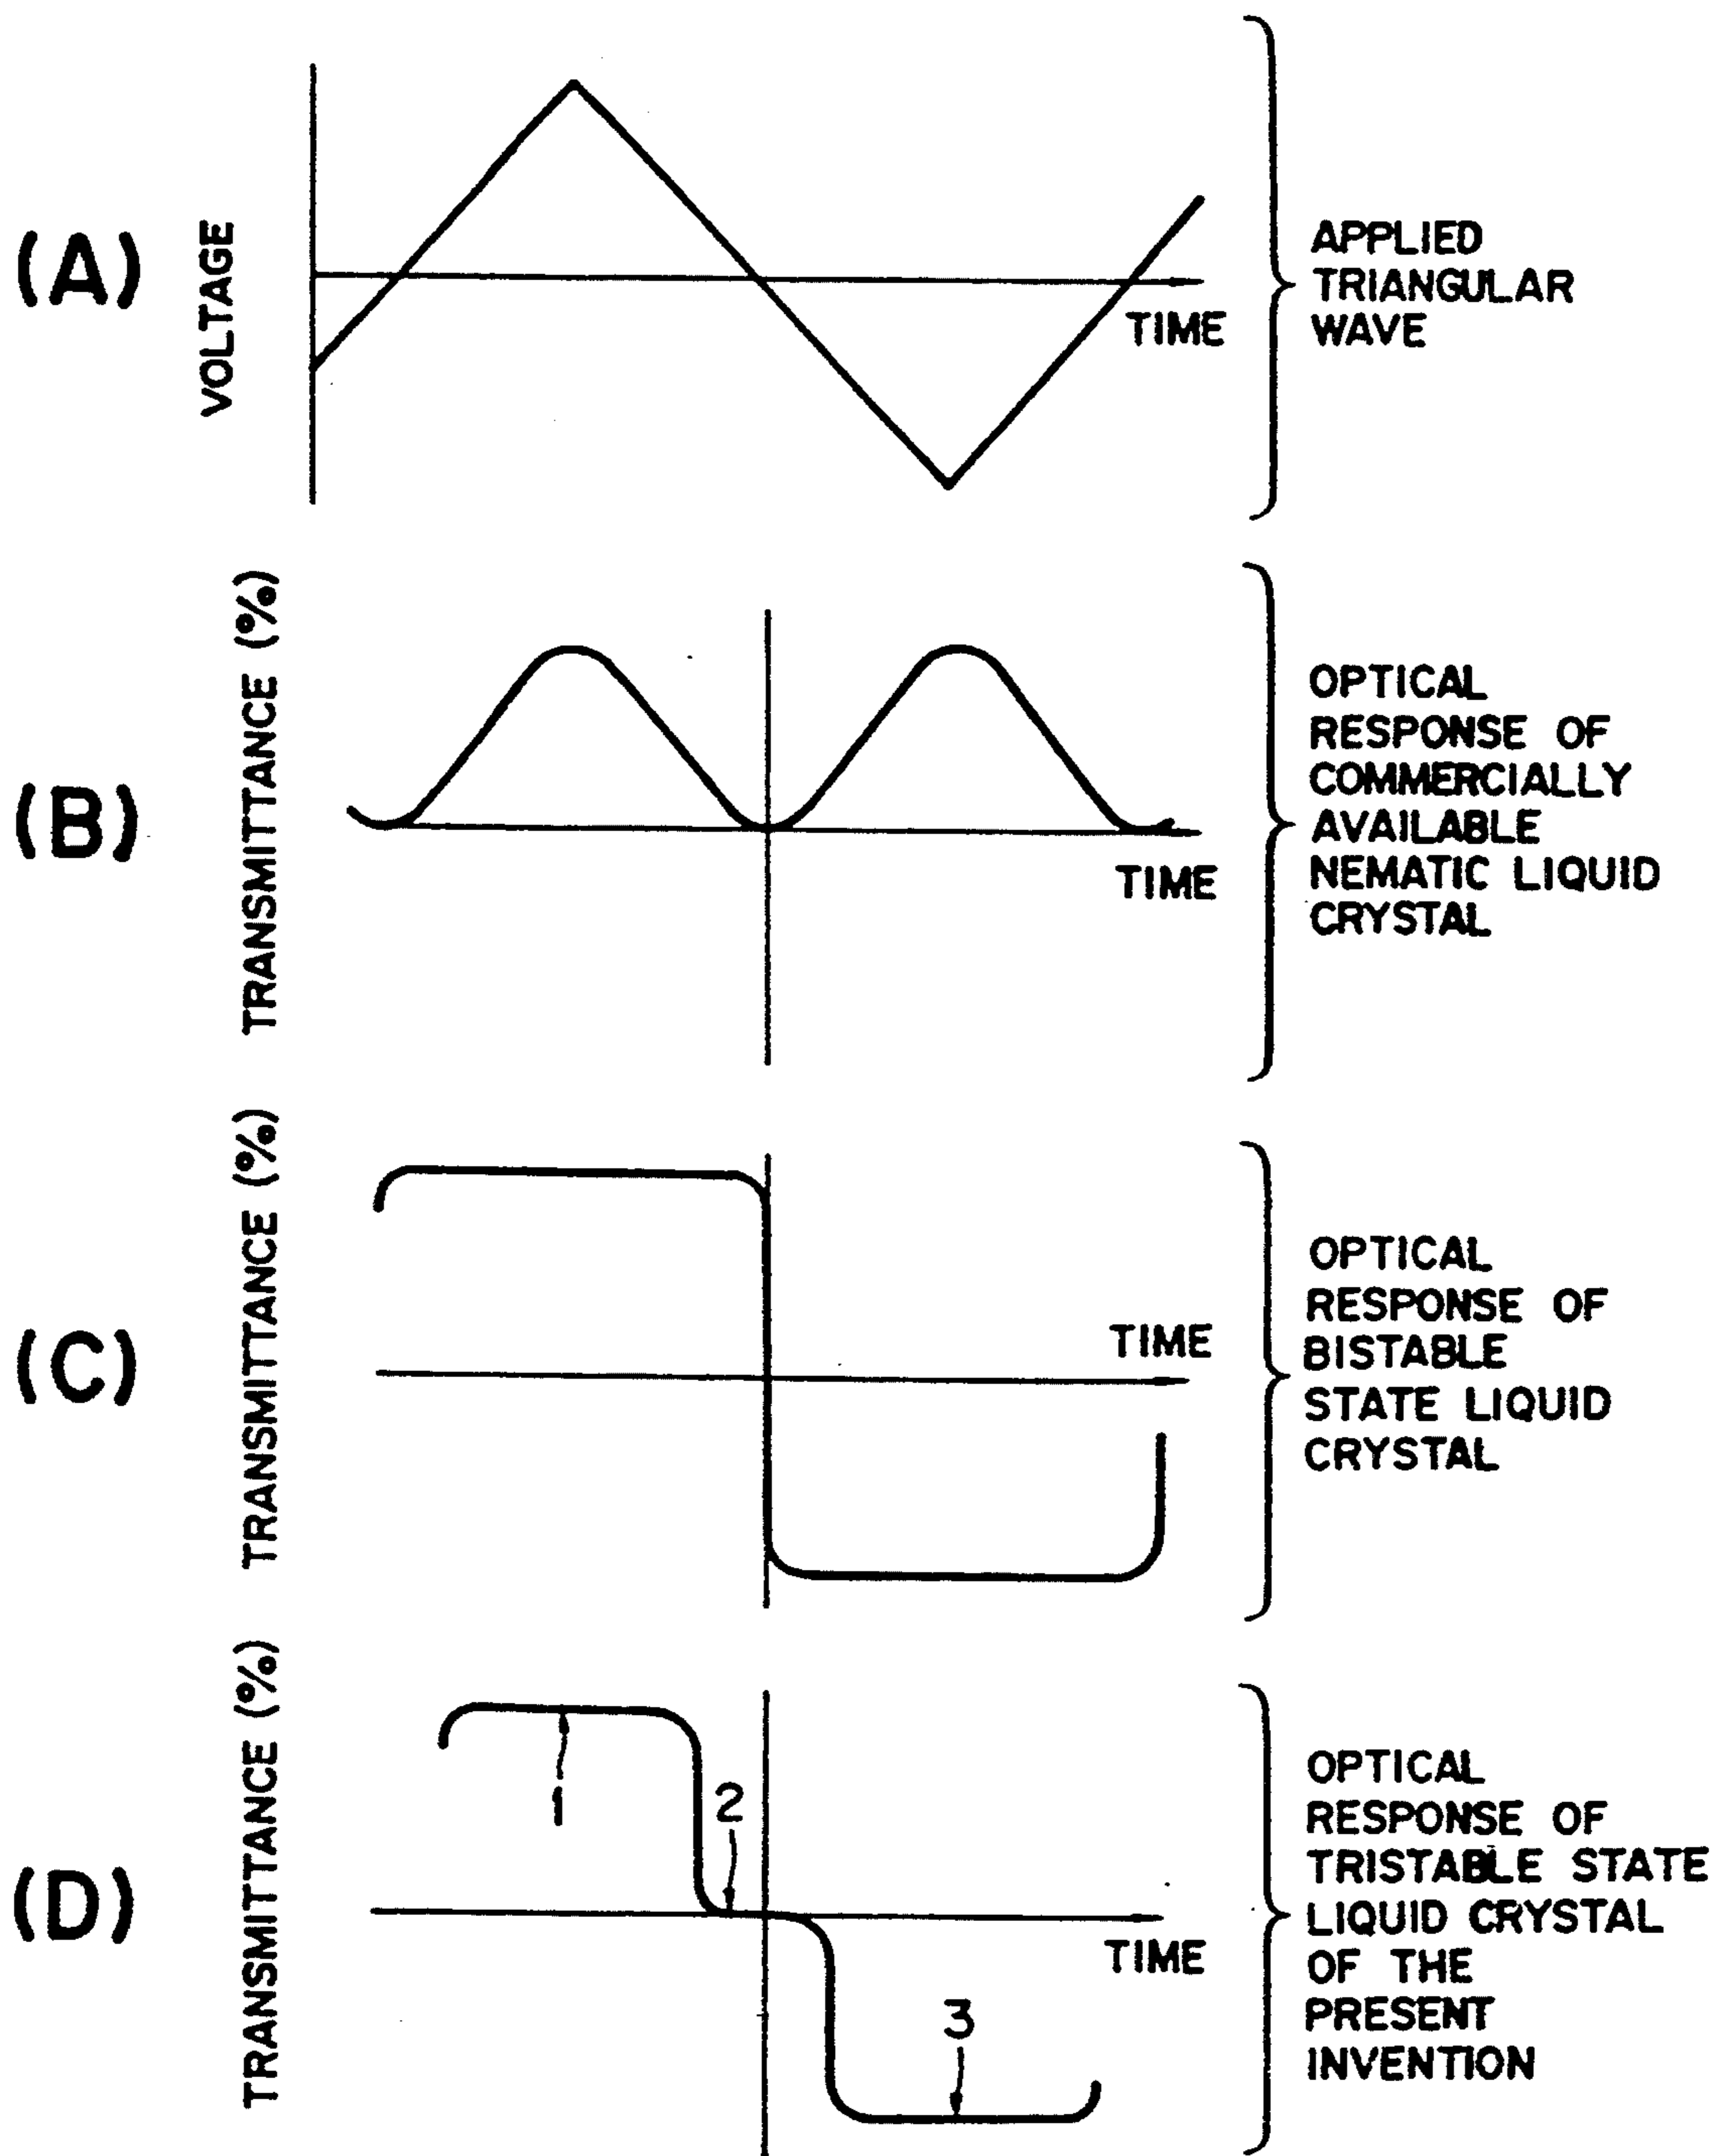 (A)
VOLTAGE
TIME
APPLIED
TRIANGULAR
WAVE
(B)
TRANSMITTANCE (%)
TIME
OPTICAL
RESPONSE OF
COMMERCIALLY
AVAILABLE
NEMATIC LIQUID
CRYSTAL
(C)
TRANSMITTANCE (%)
TIME
OPTICAL
RESPONSE OF
BISTABLE
STATE LIQUID
CRYSTAL
(D)
TRANSMITTANCE (%)
1
2
3
TIME
OPTICAL
RESPONSE OF
TRISTABLE STATE
LIQUID CRYSTAL
OF THE
PRESENT
INVENTION